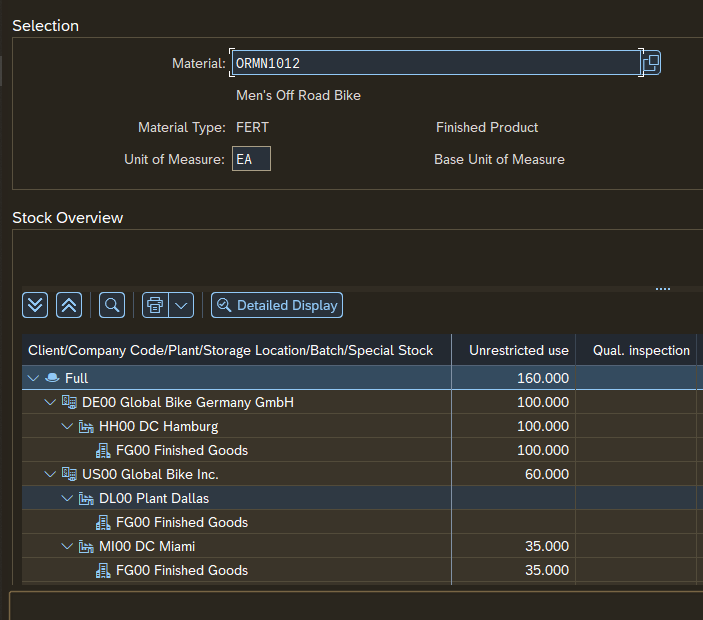 Selection
Material: ORMN1012
Men's Off Road Bike
Material Type: FERT Finished Product
Unit of Measure: EA Base Unit of Measure
Stock Overview
Detailed Display
Client/Company Code/Plant/Storage Location/Batch/Special Stock Unrestricted use Qual. inspection
Full 160.000
DE00 Global Bike Germany GmbH 100.000
HH00 DC Hamburg 100.000
FG00 Finished Goods 100.000
US00 Global Bike Inc. 60.000
DL00 Plant Dallas
FG00 Finished Goods
MI00 DC Miami 35.000
FG00 Finished Goods 35.000